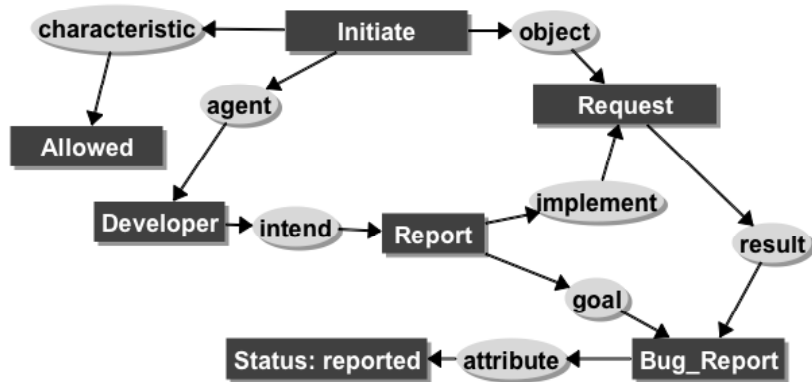 characteristic
Initiate
object
agent
Request
Allowed
implement
Developer
intend
Report
result
goal
Status: reported
attribute
Bug_Report